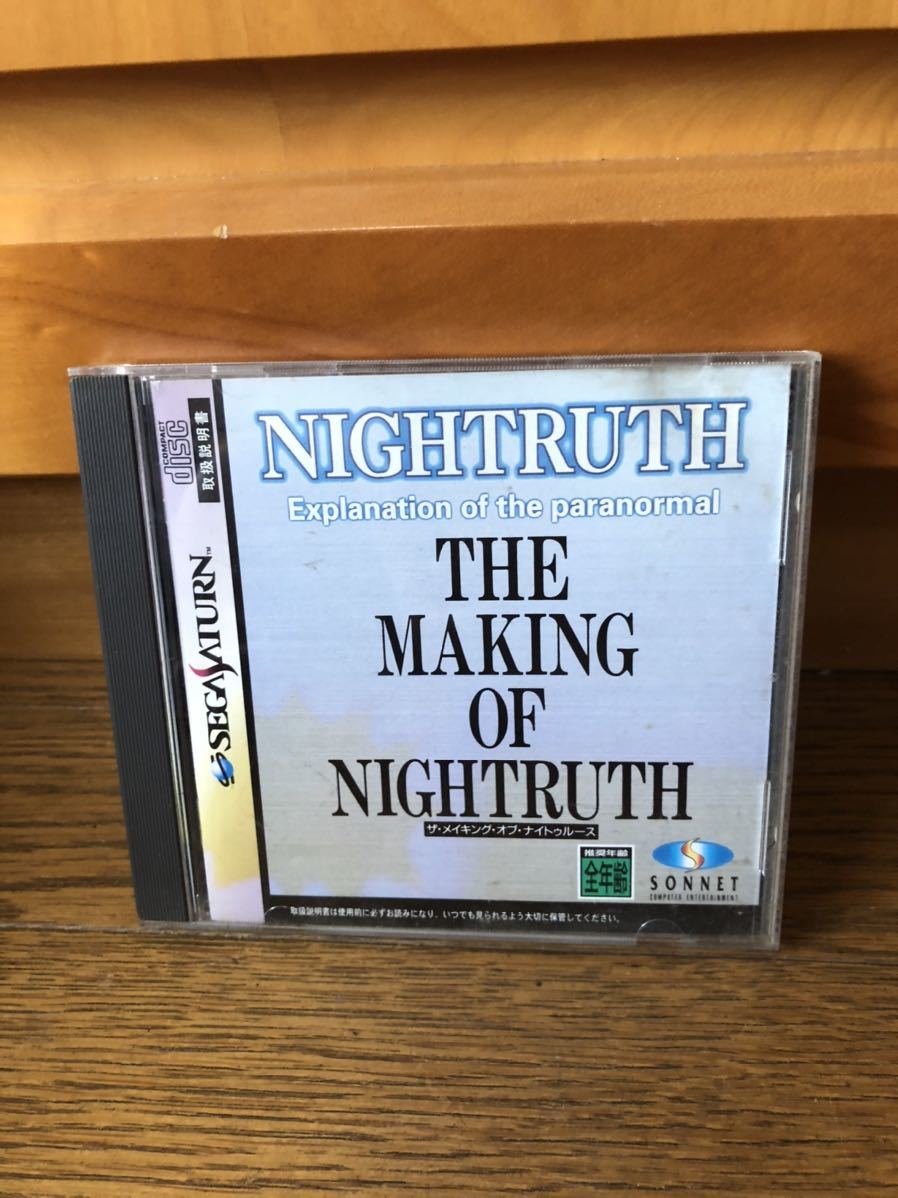 COMPACT
disc
取扱説明書
SEGA SATURN™
NIGHTRUTH
Explanation of the paranormal
THE
MAKING
OF
NIGHTRUTH
ザ・メイキング・オブ・ナイトゥルース
推奨年齢
全年齢
SONNET
COMPUTER ENTERTAINMENT
取扱説明書は使用前に必ずお読みになり、いつでも見られるよう大切に保管してください。